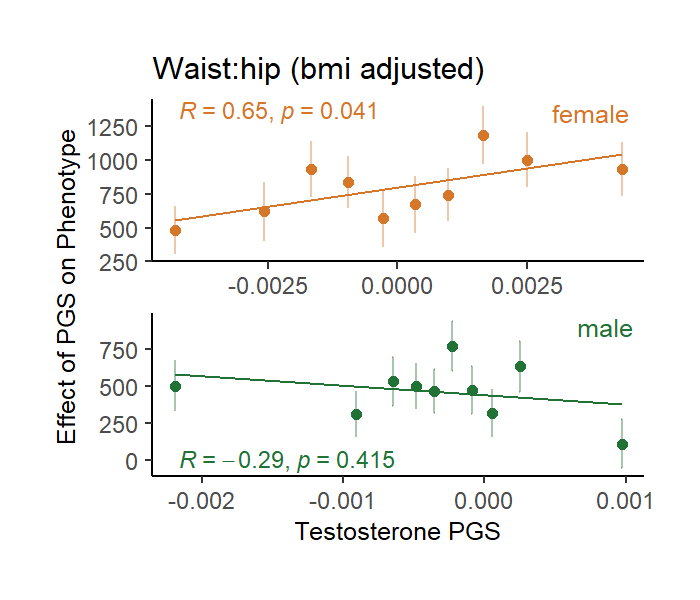 Waist:hip (bmi adjusted)
R = 0.65, p = 0.041
female
1250
1000
750
500
250
-0.0025
0.0000
0.0025
Effect of PGS on Phenotype
male
750
500
250
0
R = −0.29, p = 0.415
-0.002
-0.001
0.000
0.001
Testosterone PGS